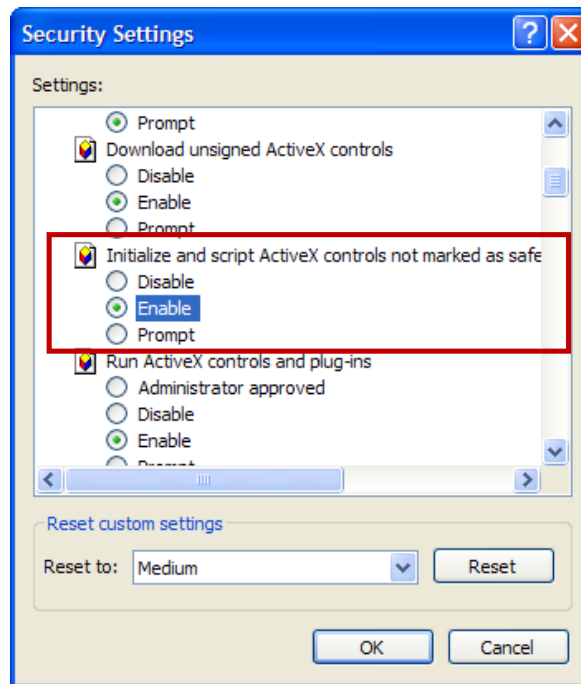 Security Settings
Settings:
Prompt
Download unsigned ActiveX controls
Disable
Enable
Prompt
Initialize and script ActiveX controls not marked as safe
Disable
Enable
Prompt
Run ActiveX controls and plug-ins
Administrator approved
Disable
Enable
Prompt
Reset custom settings
Reset to:
Medium
Reset
OK
Cancel